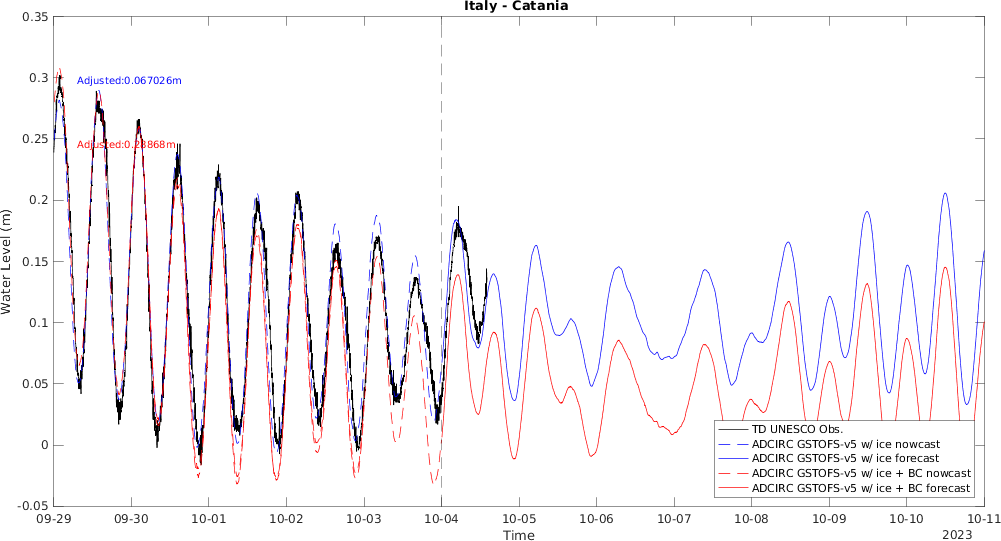 Italy - Catania
Water Level (m)
0.35
0.3
0.25
0.2
0.15
0.1
0.05
0
-0.05
Adjusted:0.067026m
TD UNESCO Obs.
ADCIRC GSTOFS-v5 w/ ice nowcast
ADCIRC GSTOFS-v5 w/ ice forecast
ADCIRC GSTOFS-v5 w/ ice + BC nowcast
ADCIRC GSTOFS-v5 w/ ice + BC forecast
09-29 09-30 10-01 10-02 10-03 10-04 10-05 10-06 10-07 10-08 10-09 10-10 10-11
Time
2023